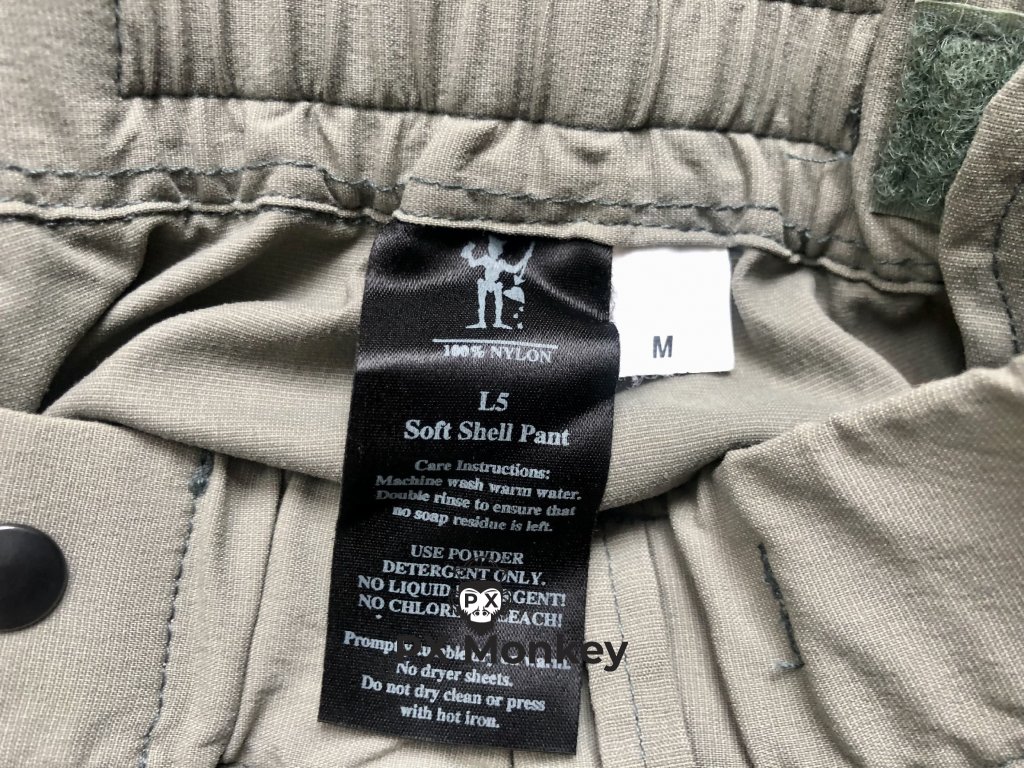 100% NYLON
M
L5
Soft Shell Pant
Care Instructions:
Machine wash warm water.
Double rinse to ensure that
no soap residue is left.
USE POWDER
DETERGENT ONLY.
NO LIQUID
NO
PX
PX Monkey
No dryer sheets.
Do not dry clean or press
with hot iron.